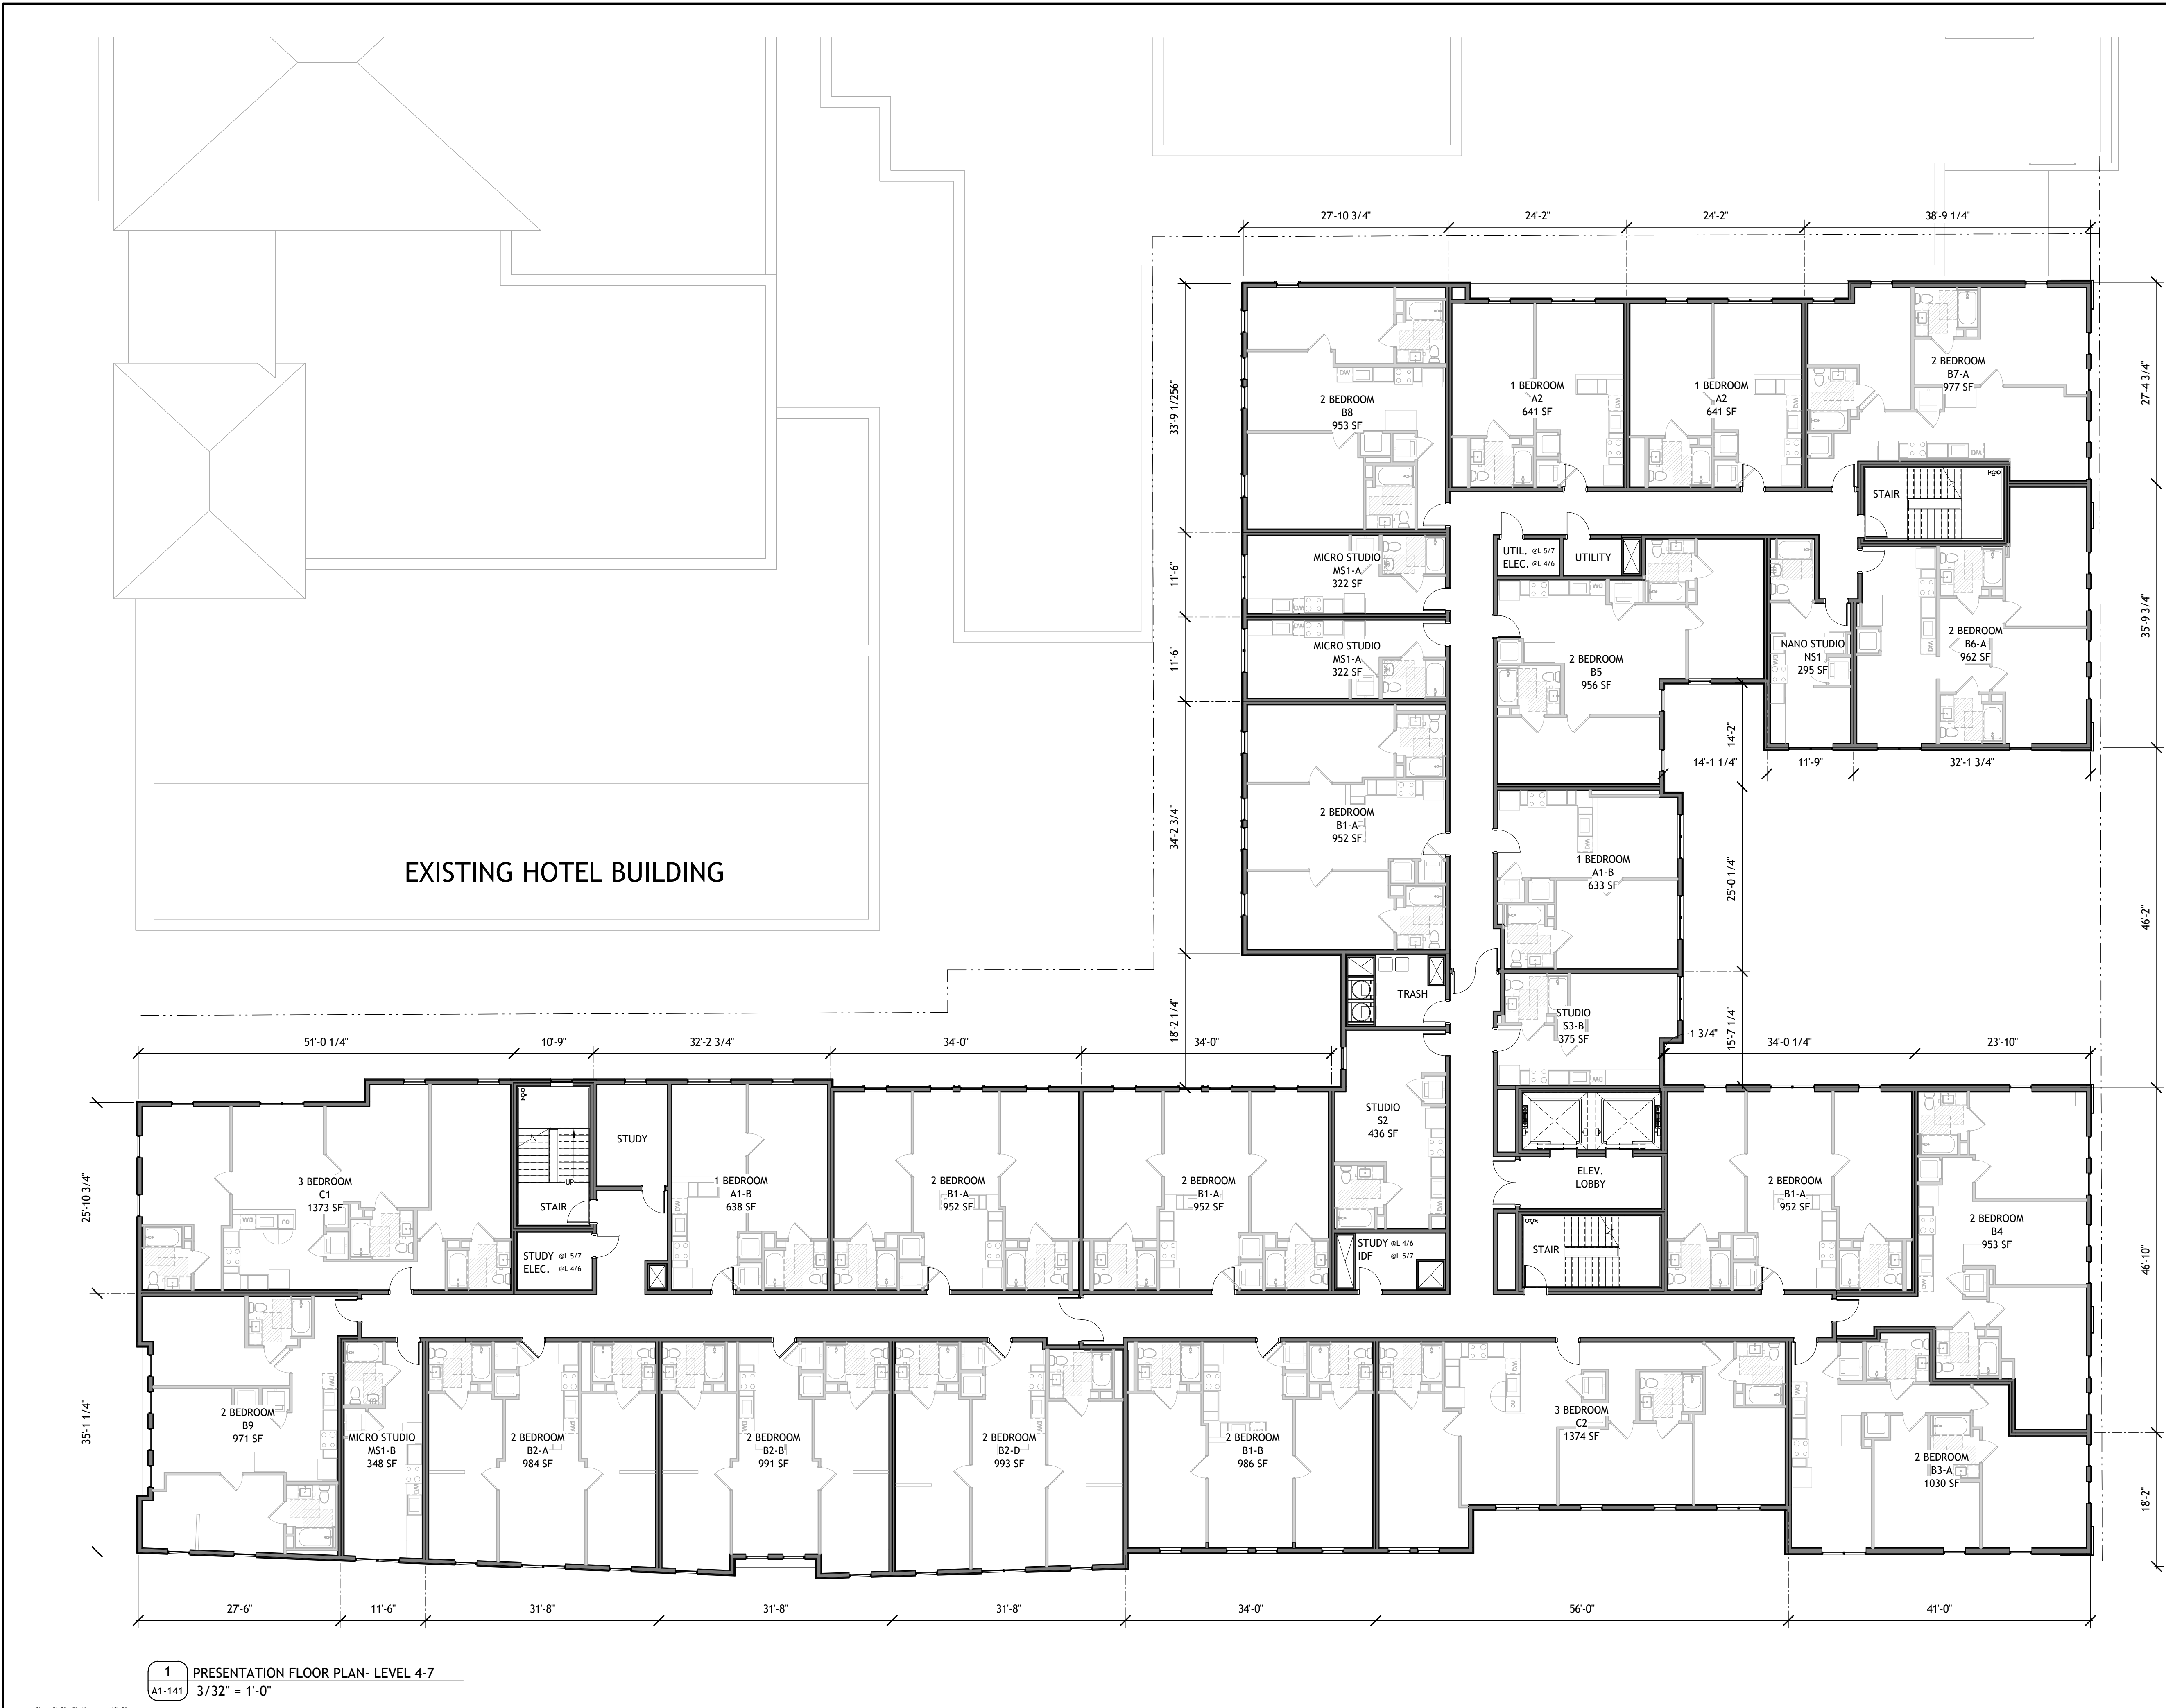 27'-10 3/4"
24'-2"
24'-2"
38'-9 1/4"
33'-9 1/256"
11'-6"
11'-6"
34'-2 3/4"
18'-2 1/4"
27'-4 3/4"
35'-9 3/4"
46'-2"
46'-10"
18'-2"
2 BEDROOM
B8
953 SF
1 BEDROOM
A2
641 SF
1 BEDROOM
A2
641 SF
2 BEDROOM
B7-A
977 SF
STAIR
UTIL. @L 5/7
ELEC. @L 4/6
UTILITY
MICRO STUDIO
MS1-A
322 SF
MICRO STUDIO
MS1-A
322 SF
2 BEDROOM
B5
956 SF
NANO STUDIO
NS1
295 SF
2 BEDROOM
B6-A
962 SF
14'-2"
14'-1 1/4"
11'-9"
32'-1 3/4"
2 BEDROOM
B1-A
952 SF
1 BEDROOM
A1-B
633 SF
25'-0 1/4"
EXISTING HOTEL BUILDING
TRASH
STUDIO
S3-B
375 SF
1 3/4"
15'-7 1/4"
34'-0 1/4"
23'-10"
51'-0 1/4"
10'-9"
32'-2 3/4"
34'-0"
34'-0"
25'-10 3/4"
35'-1 1/4"
3 BEDROOM
C1
1373 SF
UP
STAIR
STUDY
STUDY @L 5/7
ELEC. @L 4/6
1 BEDROOM
A1-B
638 SF
2 BEDROOM
B1-A
952 SF
2 BEDROOM
B1-A
952 SF
STUDIO
S2
436 SF
STUDY @L 4/6
IDF @L 5/7
ELEV.
LOBBY
STAIR
2 BEDROOM
B1-A
952 SF
2 BEDROOM
B4
953 SF
2 BEDROOM
B9
971 SF
MICRO STUDIO
MS1-B
348 SF
2 BEDROOM
B2-A
984 SF
2 BEDROOM
B2-B
991 SF
2 BEDROOM
B2-D
993 SF
2 BEDROOM
B1-B
986 SF
3 BEDROOM
C2
1374 SF
2 BEDROOM
B3-A
1030 SF
27'-6"
11'-6"
31'-8"
31'-8"
31'-8"
34'-0"
56'-0"
41'-0"
1
A1-141
PRESENTATION FLOOR PLAN- LEVEL 4-7
3/32" = 1'-0"